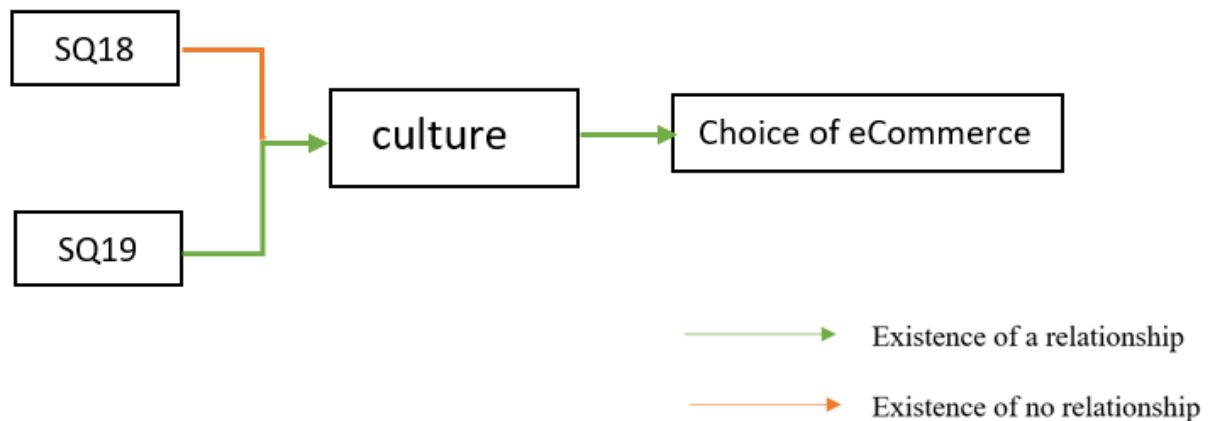 SQ18
culture
Choice of eCommerce
SQ19
Existence of a relationship
Existence of no relationship